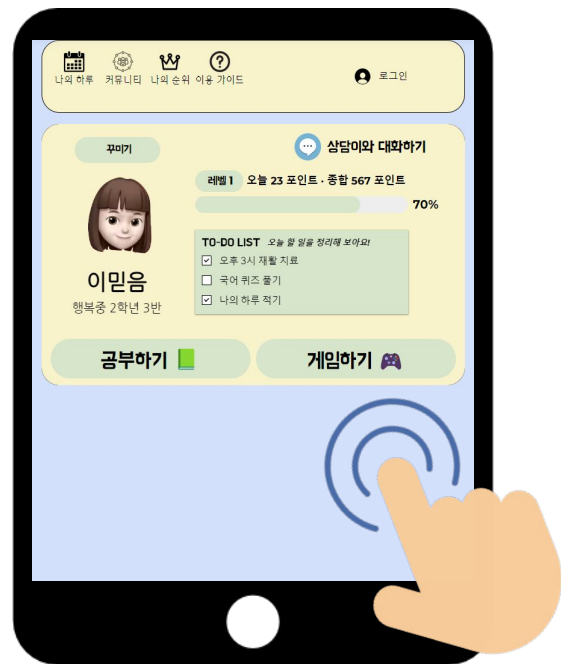 나의 하루 커뮤니티 나의 순위 이용 가이드
로그인
꾸미기
상담미와 대화하기
레벨 1 오늘 23 포인트 · 종합 567 포인트
70%
TO-DO LIST 오늘 할 일을 정리해 보아요!
오후 3시 재활 치료
국어 퀴즈 풀기
나의 하루 적기
이믿음
행복중 2학년 3반
공부하기
게임하기